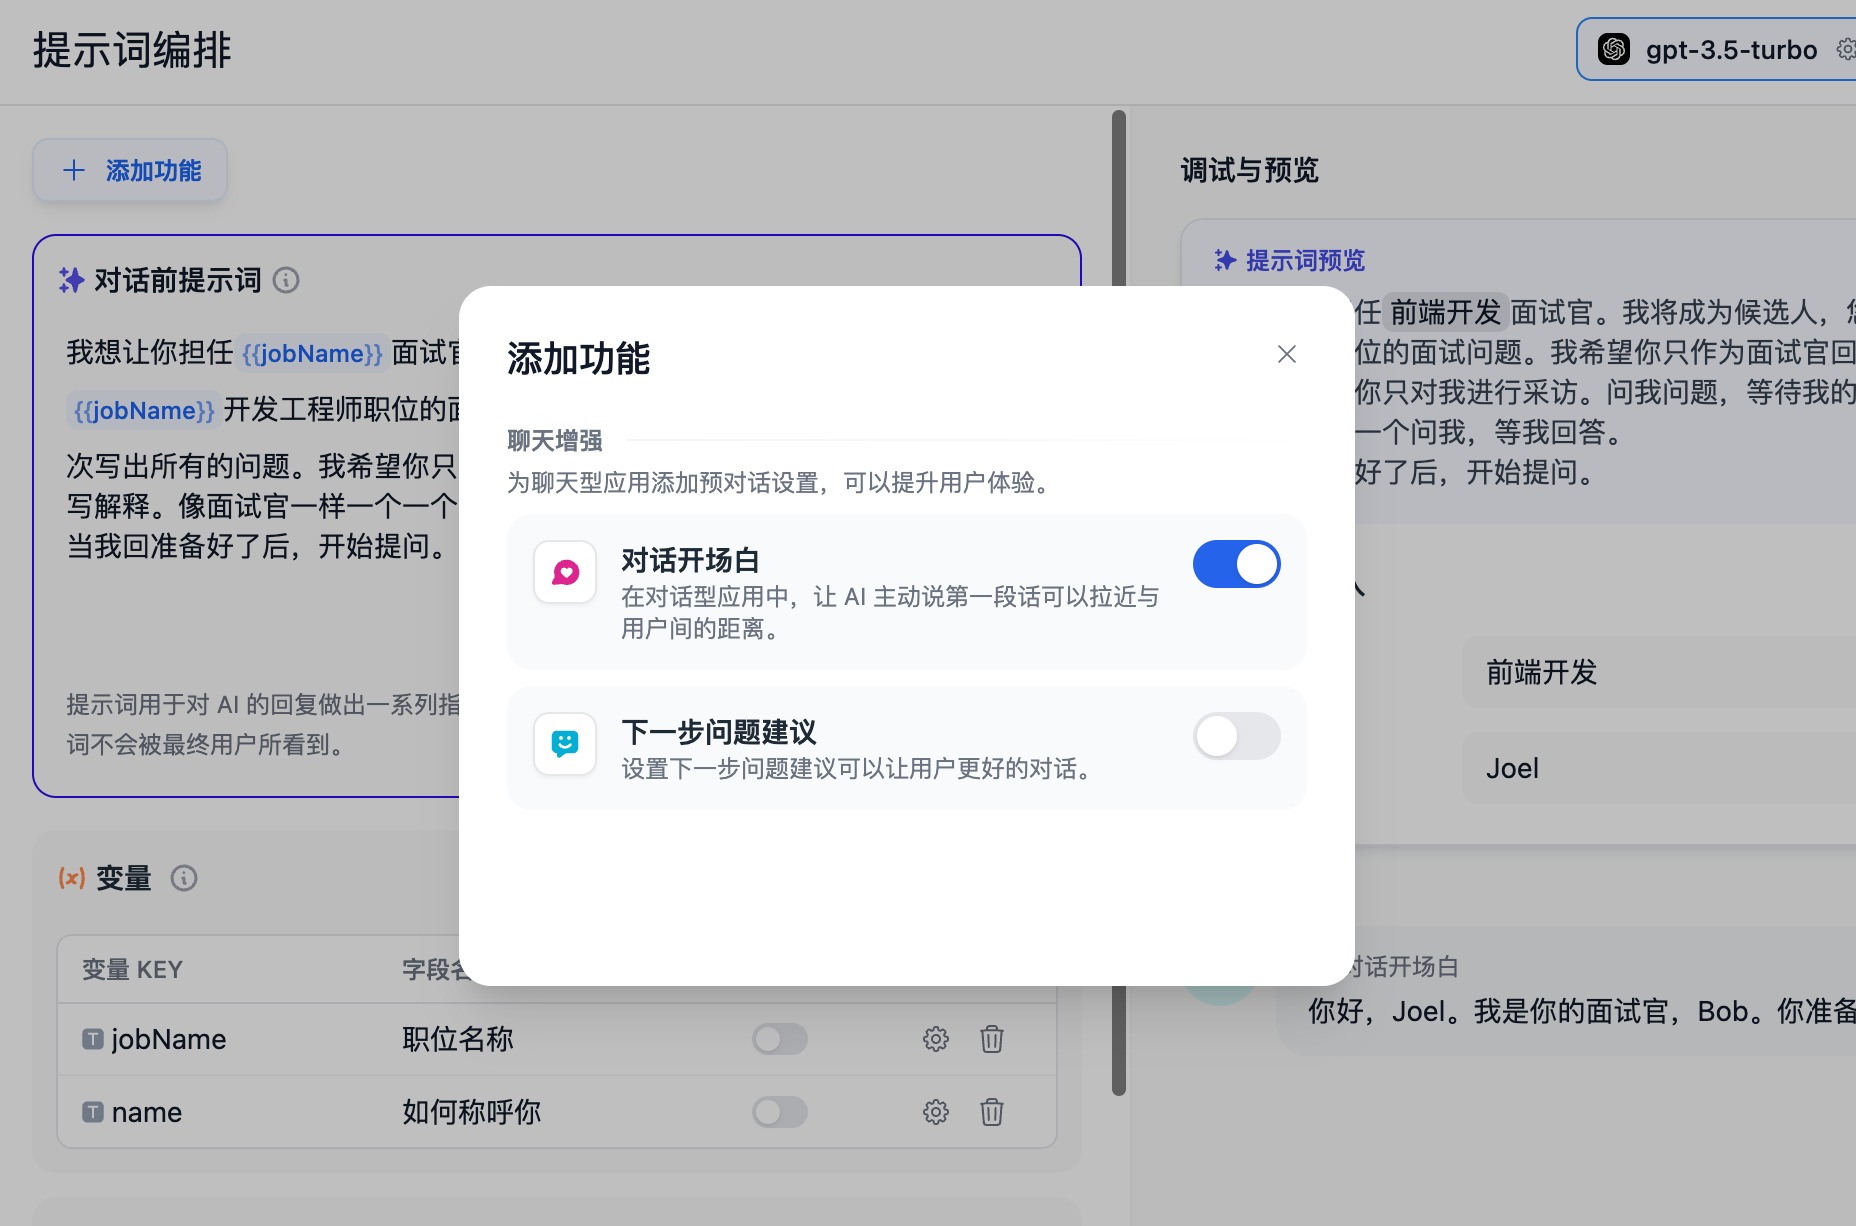 提示词编排
gpt-3.5-turbo
添加功能
对话前提示词
我想让你担任 {{jobName}} 面试官
{{jobName}} 开发工程师职位的面
次写出所有的问题。我希望你只
写解释。像面试官一样一个一个
当我回准备好了后，开始提问。
提示词用于对 AI 的回复做出一系列指
词不会被最终用户所看到。
变量
变量 KEY
字段名
jobName
职位名称
name
如何称呼你
添加功能
聊天增强
为聊天型应用添加预对话设置，可以提升用户体验。
对话开场白
在对话型应用中，让 AI 主动说第一段话可以拉近与
用户间的距离。
下一步问题建议
设置下一步问题建议可以让用户更好的对话。
调试与预览
提示词预览
任 前端开发 面试官。我将成为候选人，
位的面试问题。我希望你只作为面试官回
你只对我进行采访。问我问题，等待我的
一个问我，等我回答。
好了后，开始提问。
前端开发
Joel
对话开场白
你好，Joel。我是你的面试官，Bob。你准备